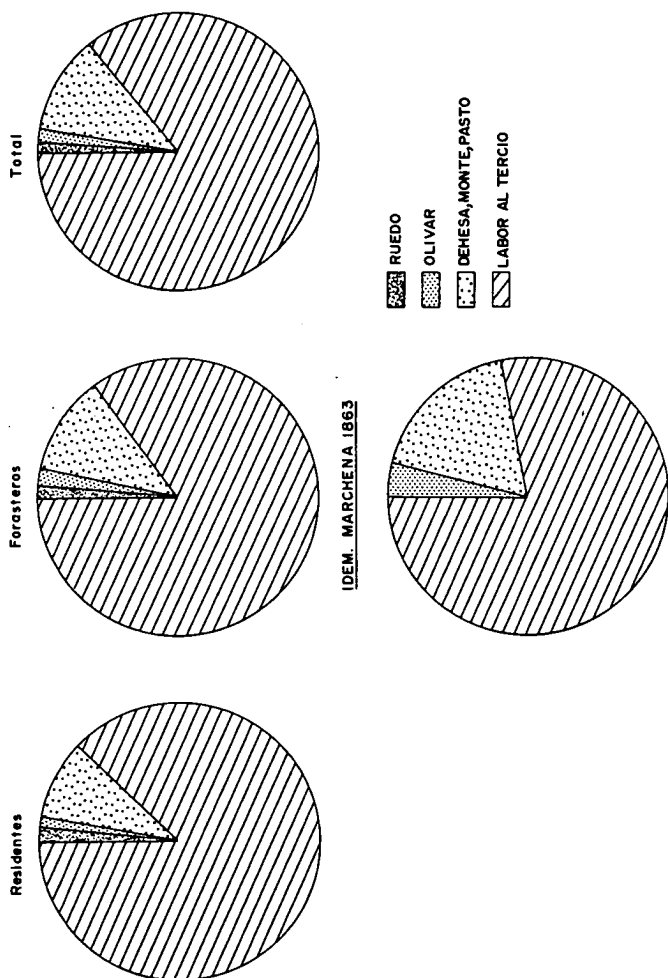 Residentes
Forasteros
Total
IDEM. MARCHENA 1863
RUEDO
OLIVAR
DEHESA, MONTE, PASTO
LABOR AL TERCIO